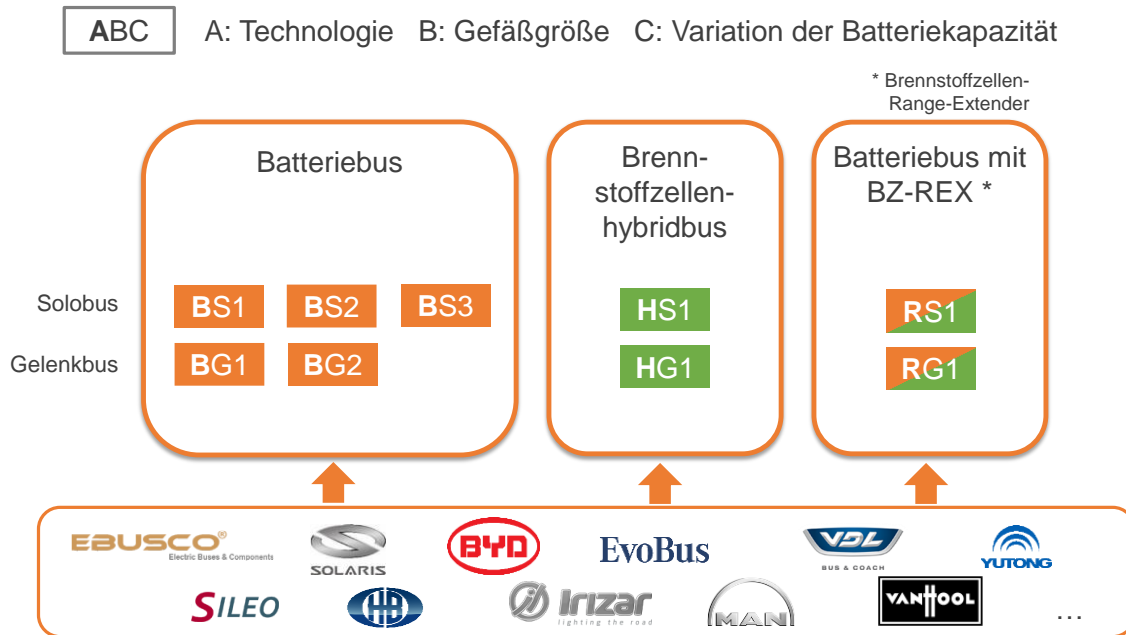 ABC A: Technologie B: Gefäßgröße C: Variation der Batteriekapazität
* Brennstoffzellen-
Range-Extender
Batteriebus
Brenn-
stoffzellen-
hybridbus
Batteriebus mit
BZ-REX *
Solobus BS1 BS2 BS3 HS1 RS1
Gelenkbus BG1 BG2 HG1 RG1
EBUSCO®
Electric Buses & Components
SOLARIS
BYD
EvoBus
VDL
BUS & COACH
YUTONG
SILEO
HB
Irizar
lighting the road
MAN
VANHOOL
...